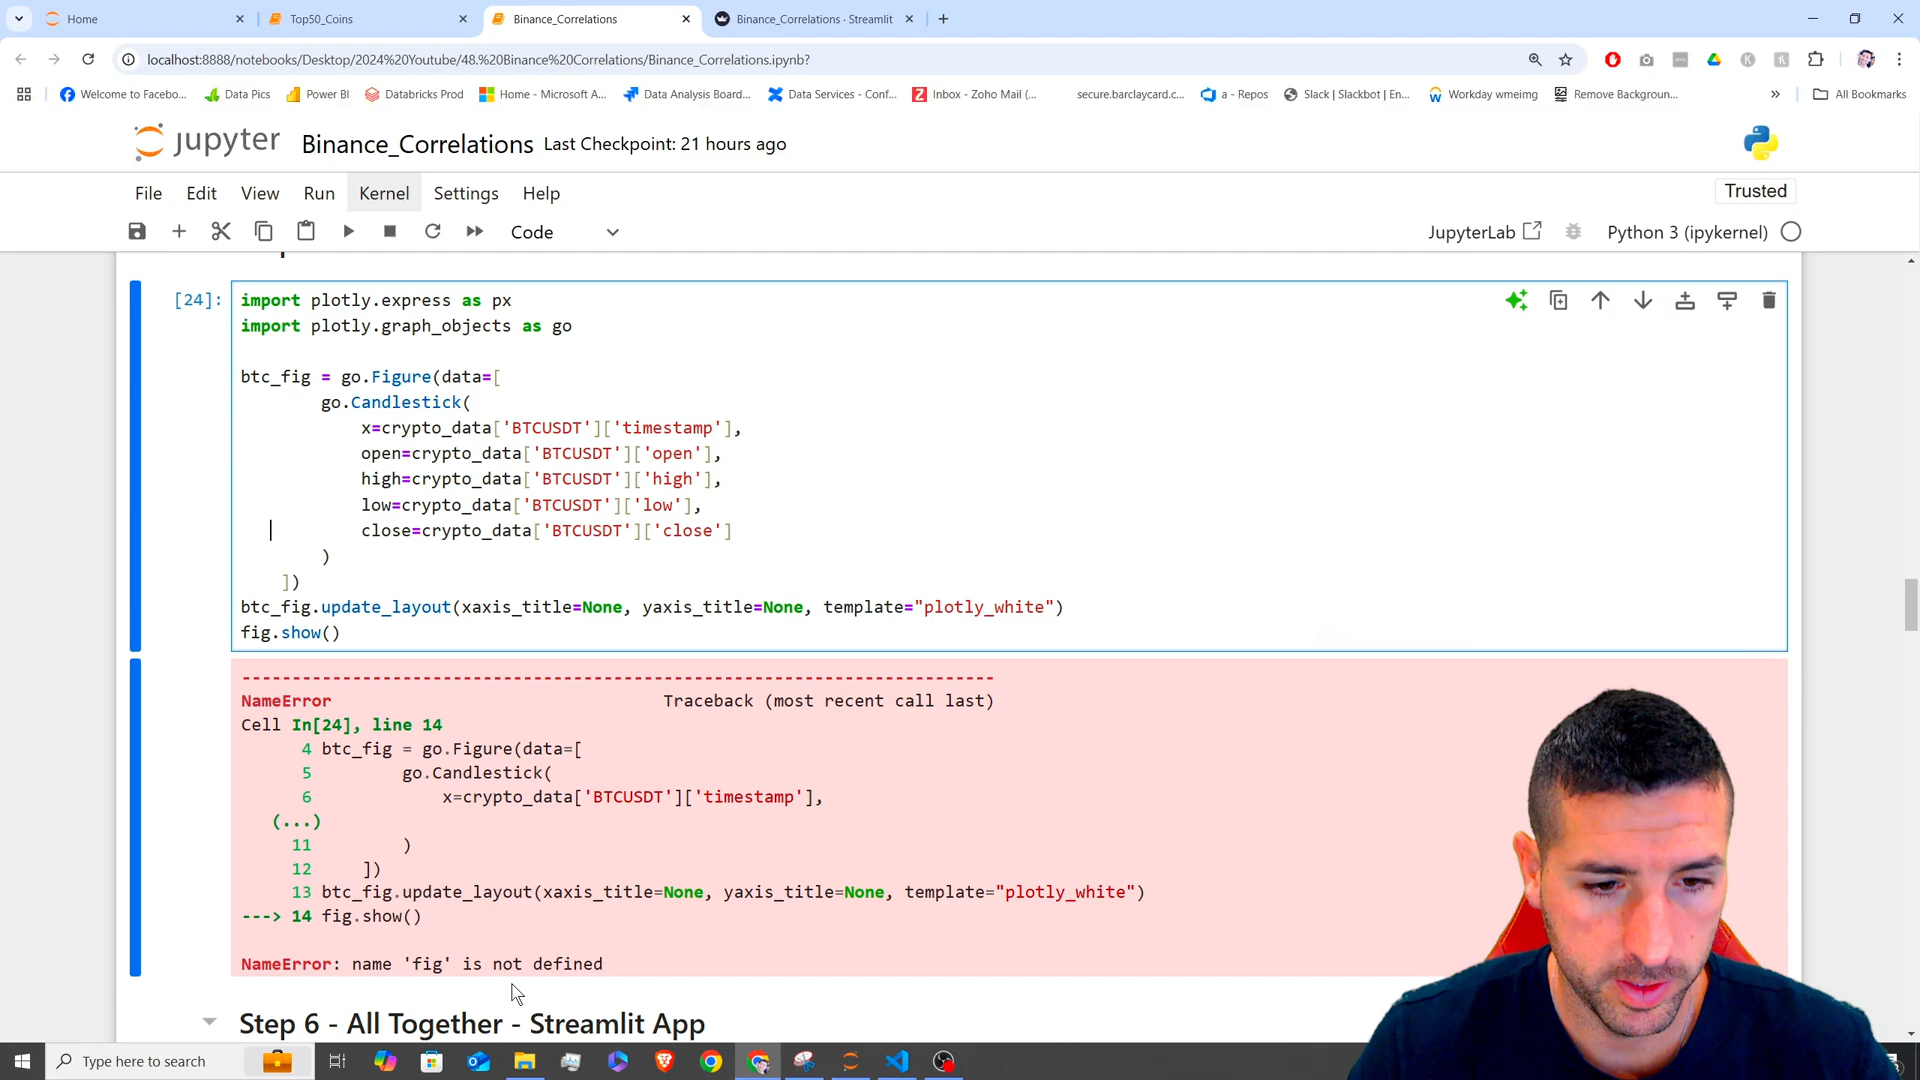 Home
Top50_Coins
Binance_Correlations
Binance_Correlations · Streamlit
localhost:8888/notebooks/Desktop/2024%20Youtube/48.%20Binance%20Correlations/Binance_Correlations.ipynb?
Welcome to Facebo...
Data Pics
Power BI
Databricks Prod
Home - Microsoft A...
Data Analysis Board...
Data Services - Conf...
Inbox - Zoho Mail (...
secure.barclaycard.c...
a - Repos
Slack | Slackbot | En...
Workday wmeimg
Remove Backgroun...
»
All Bookmarks
jupyter
Binance_Correlations
Last Checkpoint: 21 hours ago
File
Edit
View
Run
Kernel
Settings
Help
Trusted
Code
JupyterLab
Python 3 (ipykernel)
[24]:
import plotly.express as px
import plotly.graph_objects as go
btc_fig = go.Figure(data=[
go.Candlestick(
x=crypto_data['BTCUSDT']['timestamp'],
open=crypto_data['BTCUSDT']['open'],
high=crypto_data['BTCUSDT']['high'],
low=crypto_data['BTCUSDT']['low'],
close=crypto_data['BTCUSDT']['close']
)
])
btc_fig.update_layout(xaxis_title=None, yaxis_title=None, template="plotly_white")
fig.show()
---------------------------------------------------------------------------
NameError Traceback (most recent call last)
Cell In[24], line 14
4 btc_fig = go.Figure(data=[
5 go.Candlestick(
6 x=crypto_data['BTCUSDT']['timestamp'],
(...)
11 )
12 ])
13 btc_fig.update_layout(xaxis_title=None, yaxis_title=None, template="plotly_white")
---> 14 fig.show()
NameError: name 'fig' is not defined
Step 6 - All Together - Streamlit App
Type here to search